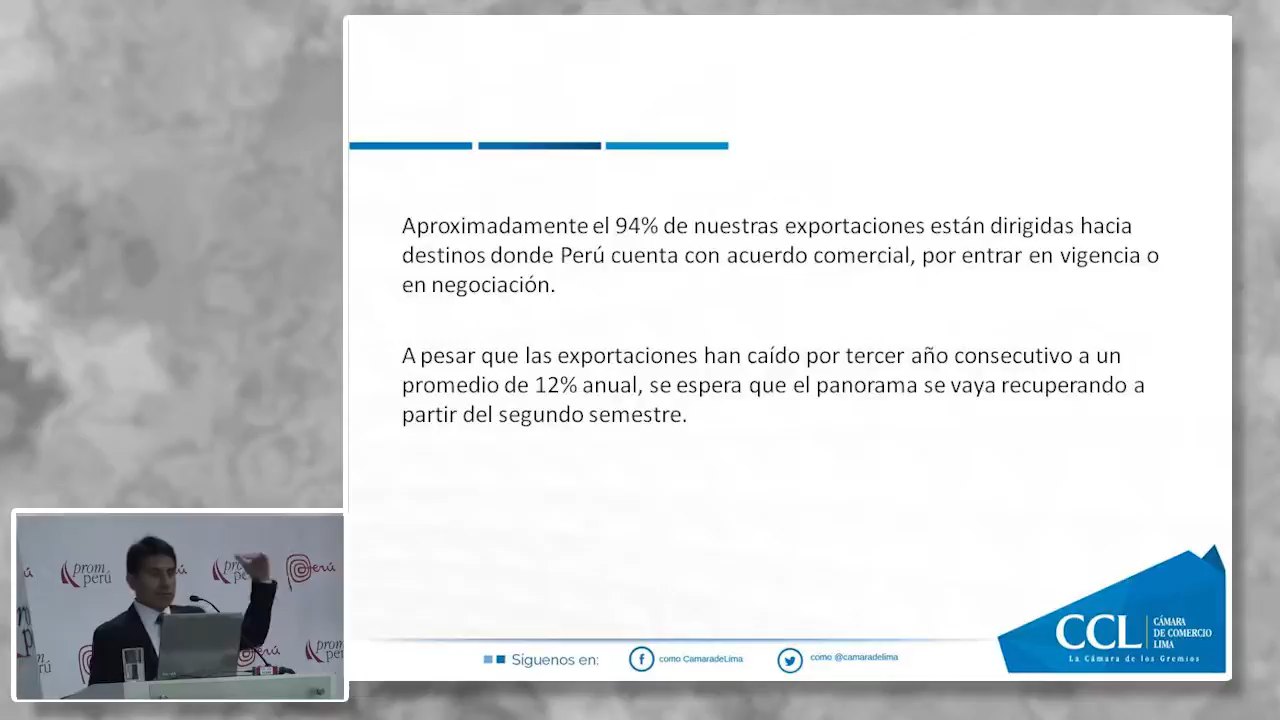 Aproximadamente el 94% de nuestras exportaciones están dirigidas hacia
destinos donde Perú cuenta con acuerdo comercial, por entrar en vigencia o
en negociación.
A pesar que las exportaciones han caído por tercer año consecutivo a un
promedio de 12% anual, se espera que el panorama se vaya recuperando a
partir del segundo semestre.
prom
perú
Perú
Síguenos en:
como CamaradeLima
como @camaradelima
CCL
CÁMARA
DE COMERCIO
LIMA
La Cámara de los Gremios